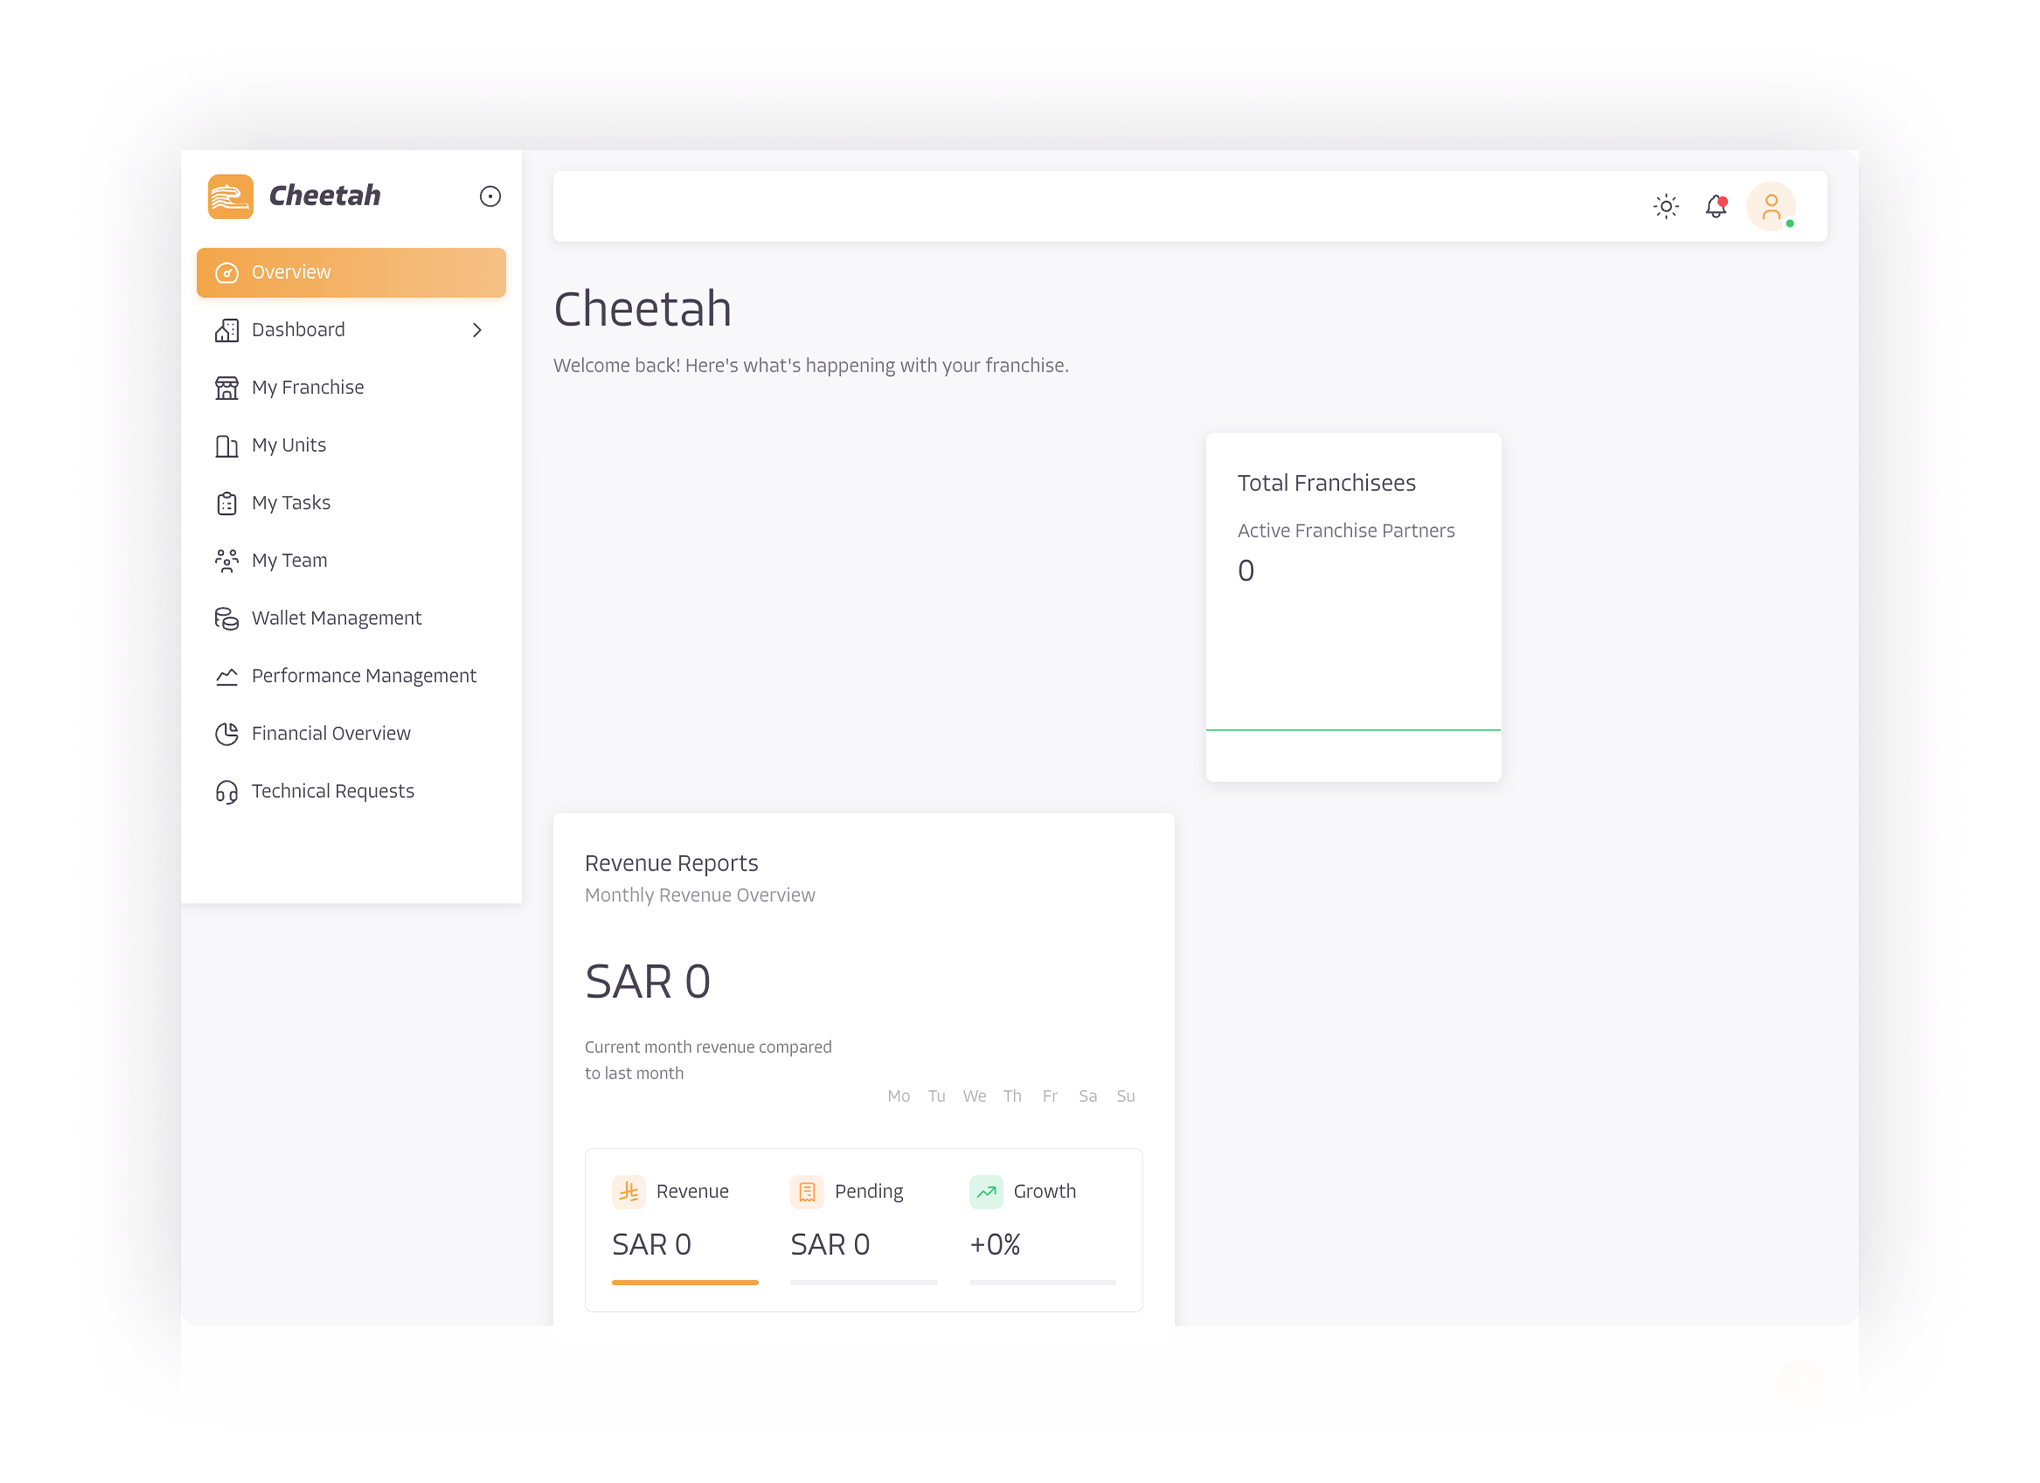 Cheetah
Overview
Dashboard
My Franchise
My Units
My Tasks
My Team
Wallet Management
Performance Management
Financial Overview
Technical Requests
Cheetah
Welcome back! Here's what's happening with your franchise.
Total Franchisees
Active Franchise Partners
0
Revenue Reports
Monthly Revenue Overview
SAR 0
Current month revenue compared
to last month
Mo Tu We Th Fr Sa Su
Revenue Pending Growth
SAR 0 SAR 0 +0%